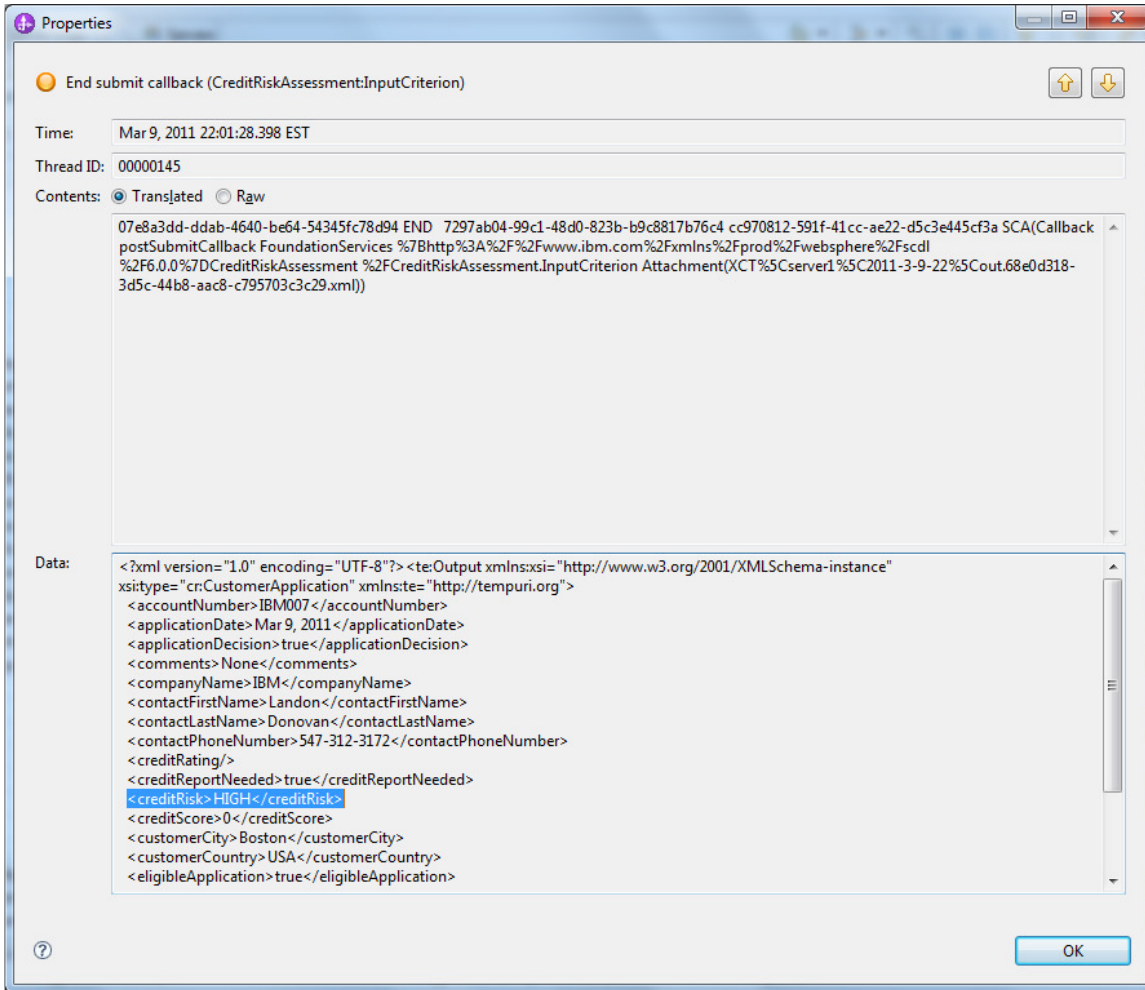 Properties
End submit callback (CreditRiskAssessment:InputCriterion)
Time: Mar 9, 2011 22:01:28.398 EST
Thread ID: 00000145
Contents: Translated Raw
07e8a3dd-ddab-4640-be64-54345fc78d94 END 7297ab04-99c1-48d0-823b-b9c8817b76c4 cc970812-591f-41cc-ae22-d5c3e445cf3a SCA(Callback
postSubmitCallback FoundationServices %7Bhttp%3A%2F%2Fwww.ibm.com%2Fxmlns%2Fprod%2Fwebsphere%2Fscdl
%2F6.0.0%7DCreditRiskAssessment %2FCreditRiskAssessment.InputCriterion Attachment(XCT%5Cserver1%5C2011-3-9-22%5Cout.68e0d318-
3d5c-44b8-aac8-c795703c3c29.xml))
Data:
<?xml version="1.0" encoding="UTF-8"?><te:Output xmlns:xsi="http://www.w3.org/2001/XMLSchema-instance"
xsi:type="cr:CustomerApplication" xmlns:te="http://tempuri.org">
<accountNumber>IBM007</accountNumber>
<applicationDate>Mar 9, 2011</applicationDate>
<applicationDecision>true</applicationDecision>
<comments>None</comments>
<companyName>IBM</companyName>
<contactFirstName>Landon</contactFirstName>
<contactLastName>Donovan</contactLastName>
<contactPhoneNumber>547-312-3172</contactPhoneNumber>
<creditRating/>
<creditReportNeeded>true</creditReportNeeded>
<creditRisk>HIGH</creditRisk>
<creditScore>0</creditScore>
<customerCity>Boston</customerCity>
<customerCountry>USA</customerCountry>
<eligibleApplication>true</eligibleApplication>
OK